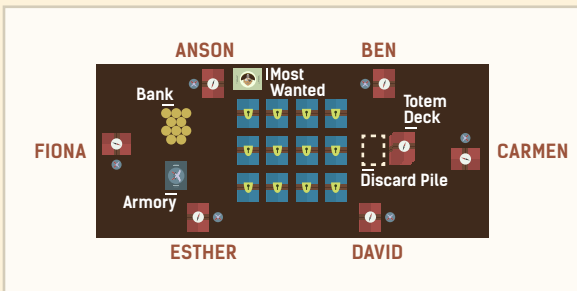 ANSON
BEN
Most
Wanted
Bank
Totem
Deck
FIONA
CARMEN
Discard Pile
Armory
ESTHER
DAVID